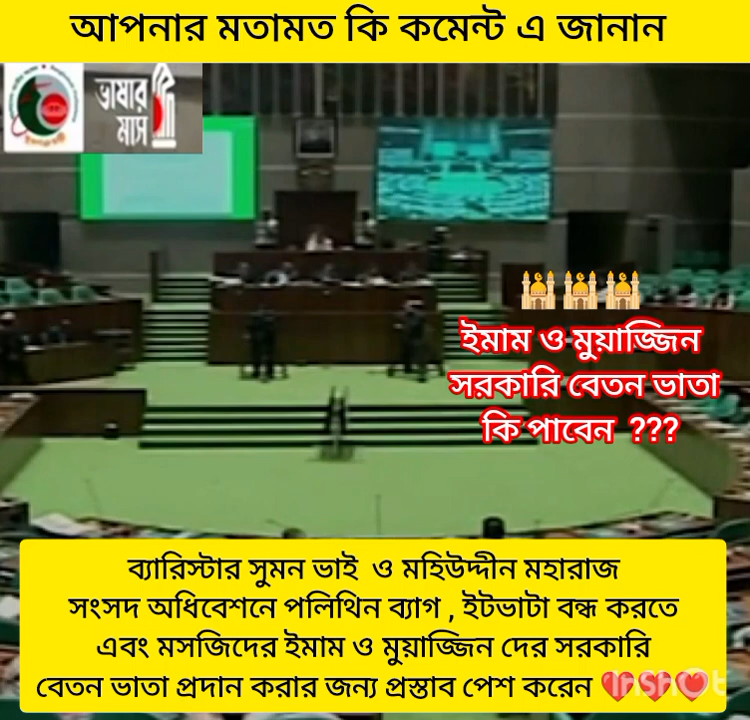 আপনার মতামত কি কমেন্ট এ জানান
ভাষার
মাস
ইমাম ও মুয়াজ্জিন
সরকারি বেতন ভাতা
কি পাবেন ???
ব্যারিস্টার সুমন ভাই ও মহিউদ্দীন মহারাজ
সংসদ অধিবেশনে পলিথিন ব্যাগ , ইটভাটা বন্ধ করতে
এবং মসজিদের ইমাম ও মুয়াজ্জিন দের সরকারি
বেতন ভাতা প্রদান করার জন্য প্রস্তাব পেশ করেন
InShOt